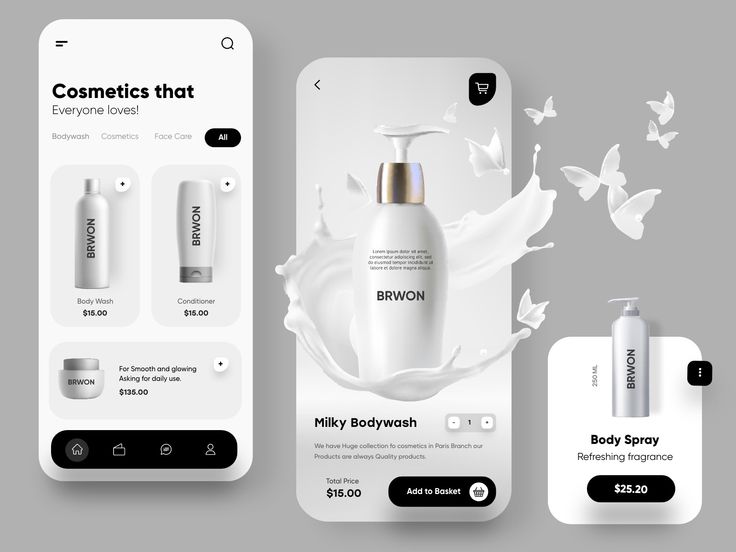 Cosmetics that
Everyone loves!
Bodywash Cosmetics Face Care All
+
BRWON
Body Wash
$15.00
+
BRWON
Conditioner
$15.00
BRWON
For Smooth and glowing
Asking for daily use.
$135.00
+
Lorem ipsum dolor sit amet,
consectetur adipiscing elit, sed
do eiusmod tempor incididunt ut
labore et dolore magna aliqua.
BRWON
Milky Bodywash
- 1 +
We have Huge collection fo cosmetics in Paris Branch our
Products are always Quality products.
Total Price
$15.00
Add to Basket
250 ML
BRWON
Body Spray
Refreshing fragrance
$25.20